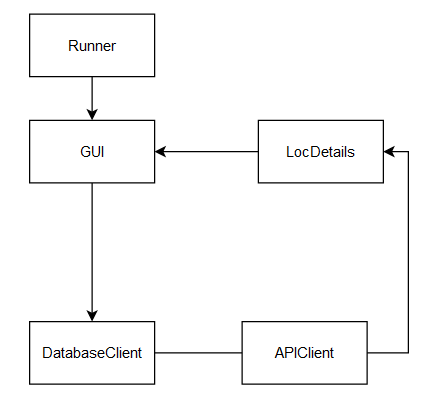 Runner
GUI
LocDetails
DatabaseClient
APIClient